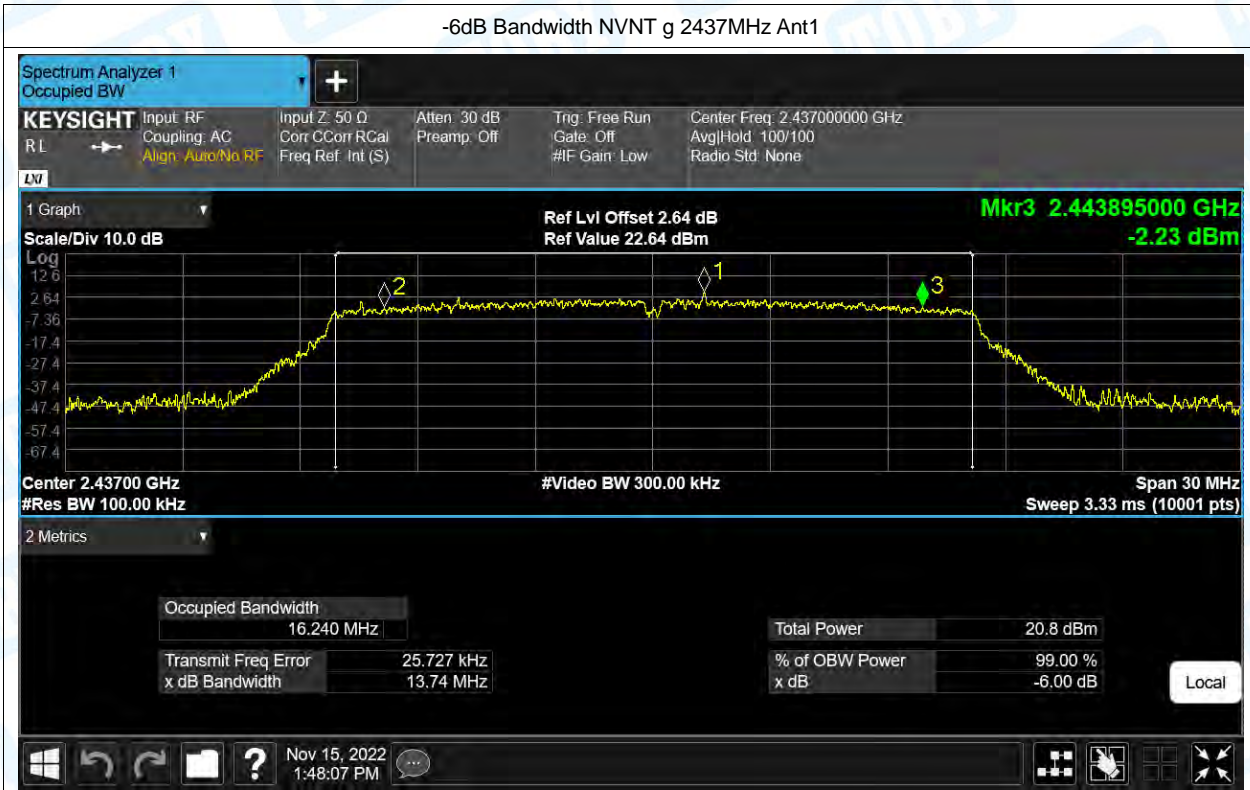 -6dB Bandwidth NVNT g 2437MHz Ant1
Spectrum Analyzer 1
Occupied BW
+
KEYSIGHT
RL
LXI
Input: RF
Coupling: AC
Align: Auto/No RF
Input Z: 50 Ω
Corr CCorr RCal
Freq Ref: Int (S)
Atten: 30 dB
Preamp: Off
Trig: Free Run
Gate: Off
#IF Gain: Low
Center Freq: 2.437000000 GHz
Avg|Hold: 100/100
Radio Std: None
1 Graph
Scale/Div 10.0 dB
Ref Lvl Offset 2.64 dB
Ref Value 22.64 dBm
Mkr3 2.443895000 GHz
-2.23 dBm
Log
12.6
2.64
-7.36
-17.4
-27.4
-37.4
-47.4
-57.4
-67.4
2
1
3
Center 2.43700 GHz
#Res BW 100.00 kHz
#Video BW 300.00 kHz
Span 30 MHz
Sweep 3.33 ms (10001 pts)
2 Metrics
Occupied Bandwidth
16.240 MHz
Transmit Freq Error 25.727 kHz
x dB Bandwidth 13.74 MHz
Total Power 20.8 dBm
% of OBW Power 99.00 %
x dB -6.00 dB
Local
?
Nov 15, 2022
1:48:07 PM